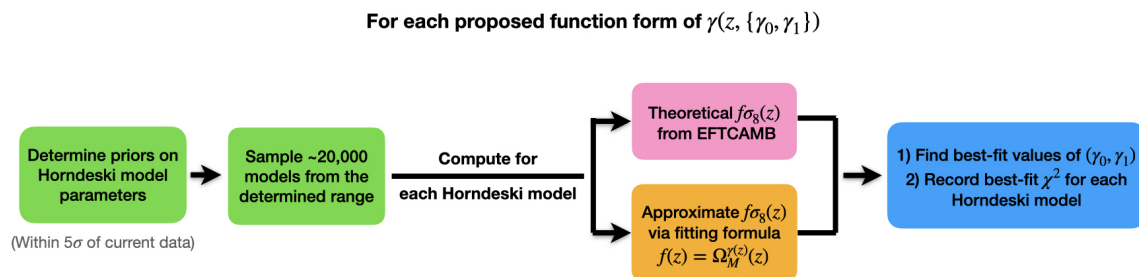 For each proposed function form of γ(z, {γ₀, γ₁})
Determine priors on
Horndeski model
parameters
(Within 5σ of current data)
Sample ~20,000
models from the
determined range
Compute for
each Horndeski model
Theoretical fσ₈(z)
from EFTCAMB
Approximate fσ₈(z)
via fitting formula
f(z) = Ω_M^{γ(z)}(z)
1) Find best-fit values of (γ₀, γ₁)
2) Record best-fit χ² for each
Horndeski model